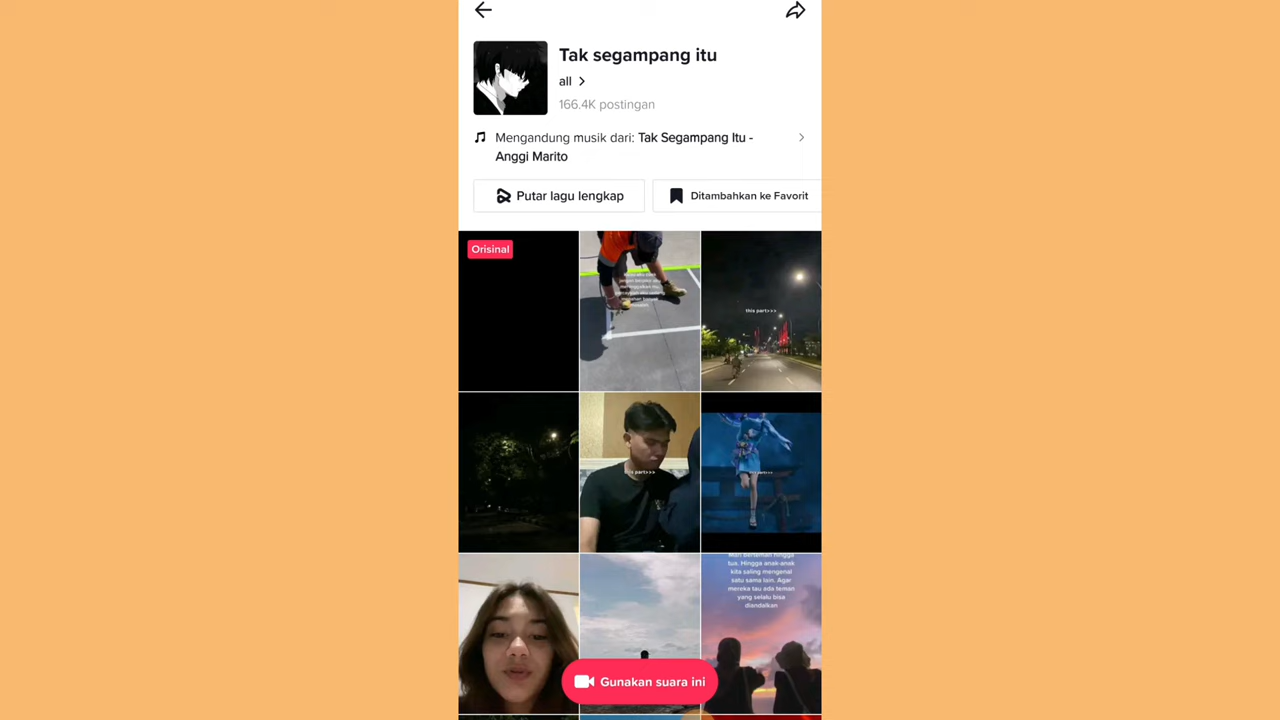 Tak segampang itu
all
166.4K postingan
Mengandung musik dari: Tak Segampang Itu -
Anggi Marito
Putar lagu lengkap
Ditambahkan ke Favorit
Orisinal
this part>>>
this part>>>
tua. Hingga anak-anak
kita saling mengenal
satu sama lain. Agar
mereka tau ada teman
yang selalu bisa
diandalkan
Gunakan suara ini